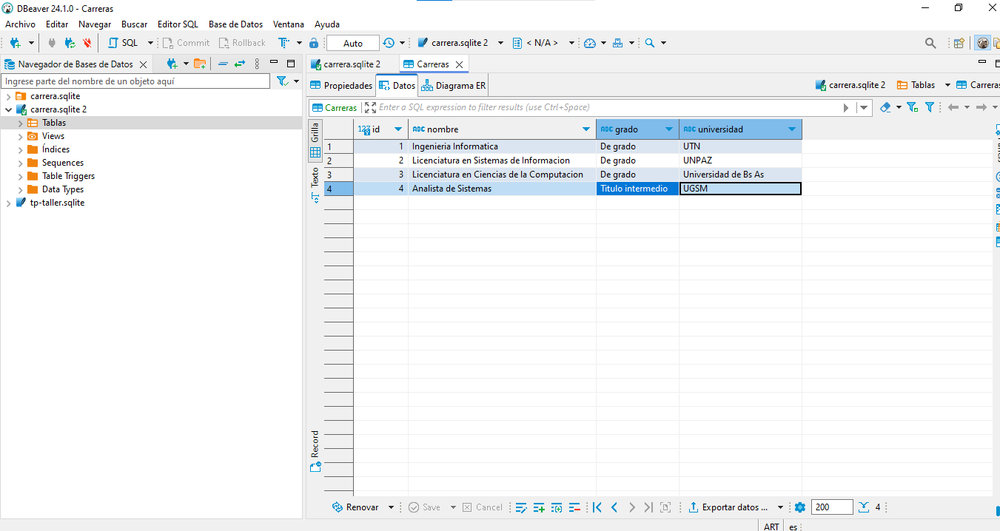 DBeaver 24.1.0 - Carreras
Archivo Editar Navegar Buscar Editor SQL Base de Datos Ventana Ayuda
SQL Commit Rollback Auto carrera.sqlite 2 < N/A >
Navegador de Bases de Datos
Ingrese parte del nombre de un objeto aquí
carrera.sqlite
carrera.sqlite 2
Tablas
Views
Índices
Sequences
Table Triggers
Data Types
tp-taller.sqlite
carrera.sqlite 2 Carreras
Propiedades Datos Diagrama ER carrera.sqlite 2 Tablas Carreras
Carreras Enter a SQL expression to filter results (use Ctrl+Space)
Grilla
Texto
Record
123 id ABC nombre ABC grado ABC universidad
1 1 Ingenieria Informatica De grado UTN
2 2 Licenciatura en Sistemas de Informacion De grado UNPAZ
3 3 Licenciatura en Ciencias de la Computacion De grado Universidad de Bs As
4 4 Analista de Sistemas Titulo intermedio UGSM
Renovar Save Cancel Exportar datos ... 200 4
ART es